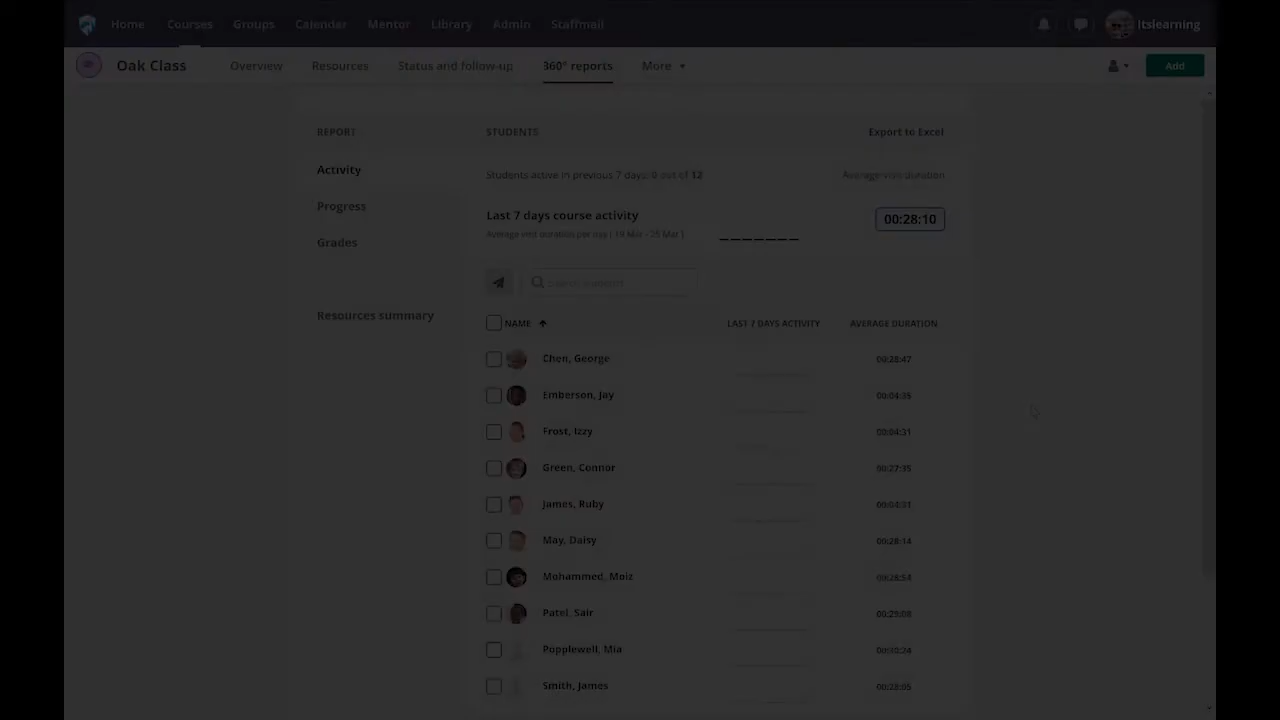 Home Courses Groups Calendar Mentor Library Admin Staffmail Itslearning
Oak Class Overview Resources Status and follow-up 360° reports More Add
REPORT STUDENTS Export to Excel
Activity Students active in previous 7 days: 0 out of 12 Average visit duration
Progress Last 7 days course activity 00:28:10
Average visit duration per day ( 19 Mar - 25 Mar )
Grades
Search students
Resources summary NAME LAST 7 DAYS ACTIVITY AVERAGE DURATION
Chen, George 00:28:47
Emberson, Jay 00:04:35
Frost, Izzy 00:04:31
Green, Connor 00:27:35
James, Ruby 00:04:31
May, Daisy 00:28:14
Mohammed, Moiz 00:28:54
Patel, Sair 00:29:08
Popplewell, Mia
Smith, James 00:28:05